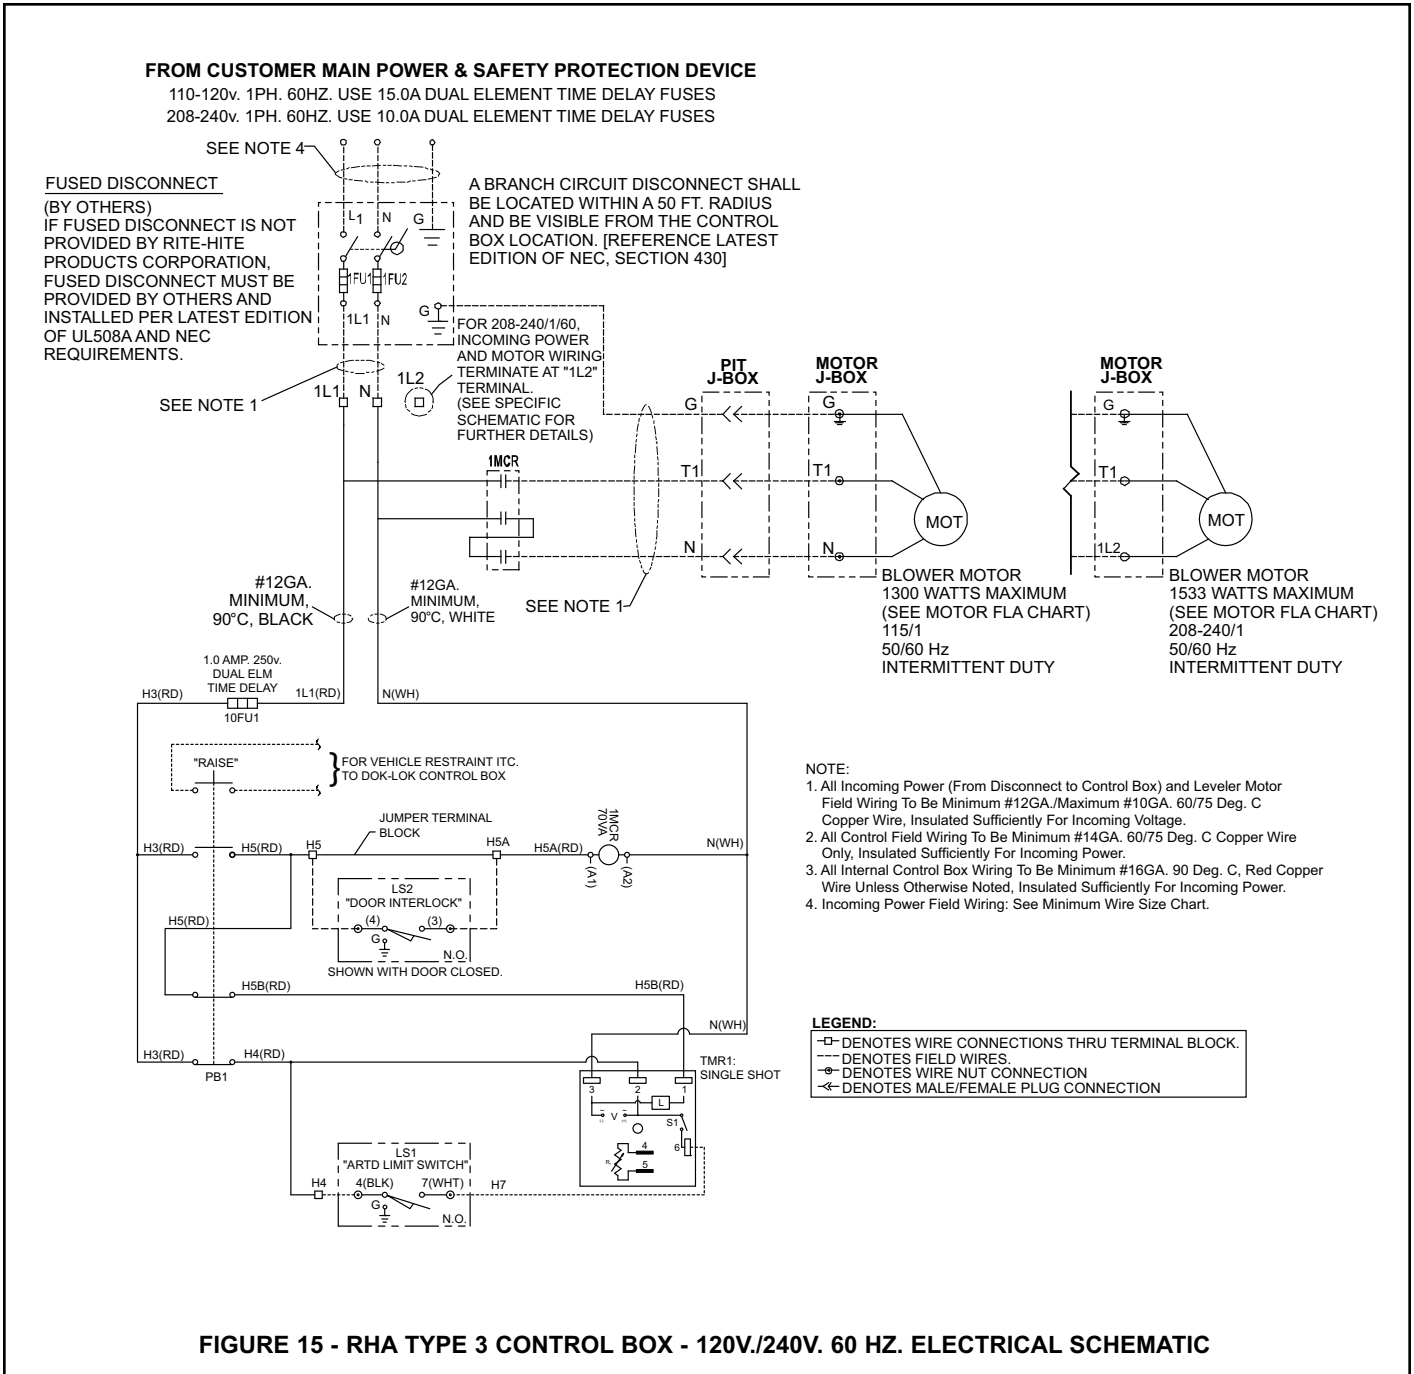 FROM CUSTOMER MAIN POWER & SAFETY PROTECTION DEVICE
110-120v. 1PH. 60HZ. USE 15.0A DUAL ELEMENT TIME DELAY FUSES
208-240v. 1PH. 60HZ. USE 10.0A DUAL ELEMENT TIME DELAY FUSES
SEE NOTE 4
FUSED DISCONNECT
(BY OTHERS)
IF FUSED DISCONNECT IS NOT
PROVIDED BY RITE-HITE
PRODUCTS CORPORATION,
FUSED DISCONNECT MUST BE
PROVIDED BY OTHERS AND
INSTALLED PER LATEST EDITION
OF UL508A AND NEC
REQUIREMENTS.
L1
N
G
1FU1
1FU2
1L1
N
G
A BRANCH CIRCUIT DISCONNECT SHALL
BE LOCATED WITHIN A 50 FT. RADIUS
AND BE VISIBLE FROM THE CONTROL
BOX LOCATION. [REFERENCE LATEST
EDITION OF NEC, SECTION 430]
FOR 208-240/1/60,
INCOMING POWER
AND MOTOR WIRING
TERMINATE AT "1L2"
TERMINAL.
(SEE SPECIFIC
SCHEMATIC FOR
FURTHER DETAILS)
SEE NOTE 1
1L1
N
1L2
1MCR
SEE NOTE 1
PIT
J-BOX
G
T1
N
MOTOR
J-BOX
G
T1
N
MOT
BLOWER MOTOR
1300 WATTS MAXIMUM
(SEE MOTOR FLA CHART)
115/1
50/60 Hz
INTERMITTENT DUTY
MOTOR
J-BOX
G
T1
1L2
MOT
BLOWER MOTOR
1533 WATTS MAXIMUM
(SEE MOTOR FLA CHART)
208-240/1
50/60 Hz
INTERMITTENT DUTY
#12GA.
MINIMUM,
90°C, BLACK
#12GA.
MINIMUM,
90°C, WHITE
1.0 AMP. 250v.
DUAL ELM
TIME DELAY
H3(RD)
1L1(RD)
N(WH)
10FU1
"RAISE"
} FOR VEHICLE RESTRAINT ITC.
TO DOK-LOK CONTROL BOX
JUMPER TERMINAL
BLOCK
H3(RD)
H5(RD)
H5
H5A
H5A(RD)
1MCR
70VA
(A1)
(A2)
N(WH)
LS2
"DOOR INTERLOCK"
(4)
(3)
G
N.O.
SHOWN WITH DOOR CLOSED.
H5(RD)
H5B(RD)
H5B(RD)
N(WH)
H3(RD)
H4(RD)
PB1
TMR1:
SINGLE SHOT
3
2
1
L
V
S1
6
4
5
LS1
"ARTD LIMIT SWITCH"
H4
4(BLK)
7(WHT)
H7
G
N.O.
NOTE:
1. All Incoming Power (From Disconnect to Control Box) and Leveler Motor
Field Wiring To Be Minimum #12GA./Maximum #10GA. 60/75 Deg. C
Copper Wire, Insulated Sufficiently For Incoming Voltage.
2. All Control Field Wiring To Be Minimum #14GA. 60/75 Deg. C Copper Wire
Only, Insulated Sufficiently For Incoming Power.
3. All Internal Control Box Wiring To Be Minimum #16GA. 90 Deg. C, Red Copper
Wire Unless Otherwise Noted, Insulated Sufficiently For Incoming Power.
4. Incoming Power Field Wiring: See Minimum Wire Size Chart.
LEGEND:
DENOTES WIRE CONNECTIONS THRU TERMINAL BLOCK.
DENOTES FIELD WIRES.
DENOTES WIRE NUT CONNECTION
DENOTES MALE/FEMALE PLUG CONNECTION
FIGURE 15 - RHA TYPE 3 CONTROL BOX - 120V./240V. 60 HZ. ELECTRICAL SCHEMATIC